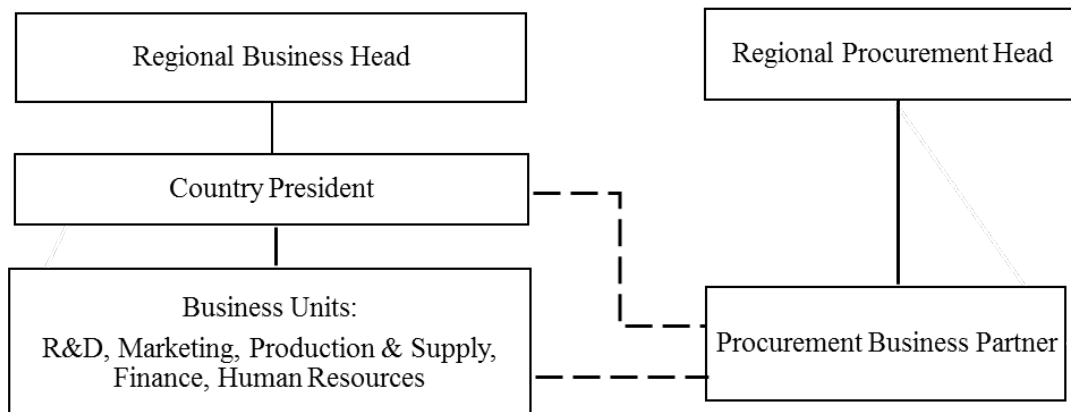 Regional Business Head
Regional Procurement Head
Country President
Business Units:
R&D, Marketing, Production & Supply,
Finance, Human Resources
Procurement Business Partner